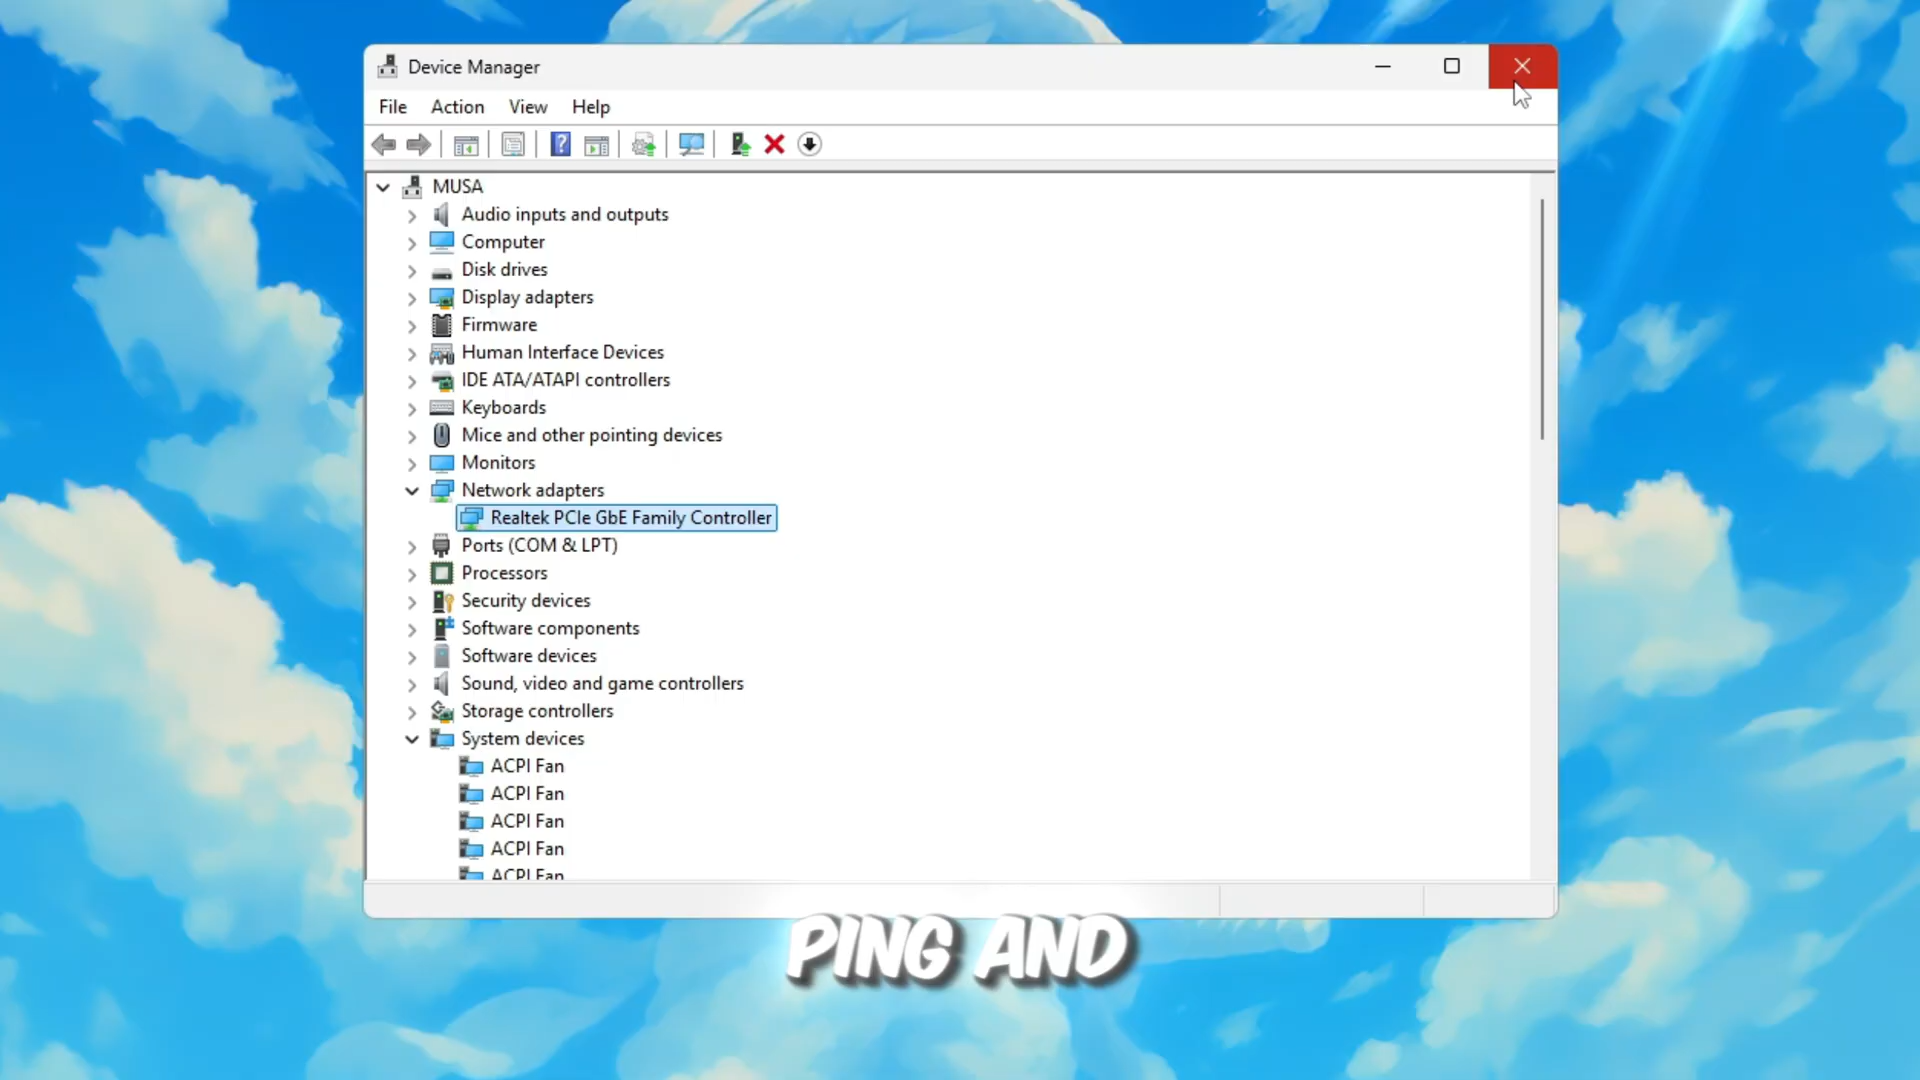 Device Manager
File Action View Help
MUSA
Audio inputs and outputs
Computer
Disk drives
Display adapters
Firmware
Human Interface Devices
IDE ATA/ATAPI controllers
Keyboards
Mice and other pointing devices
Monitors
Network adapters
Realtek PCIe GbE Family Controller
Ports (COM & LPT)
Processors
Security devices
Software components
Software devices
Sound, video and game controllers
Storage controllers
System devices
ACPI Fan
ACPI Fan
ACPI Fan
ACPI Fan
ACPI Fan
PING AND